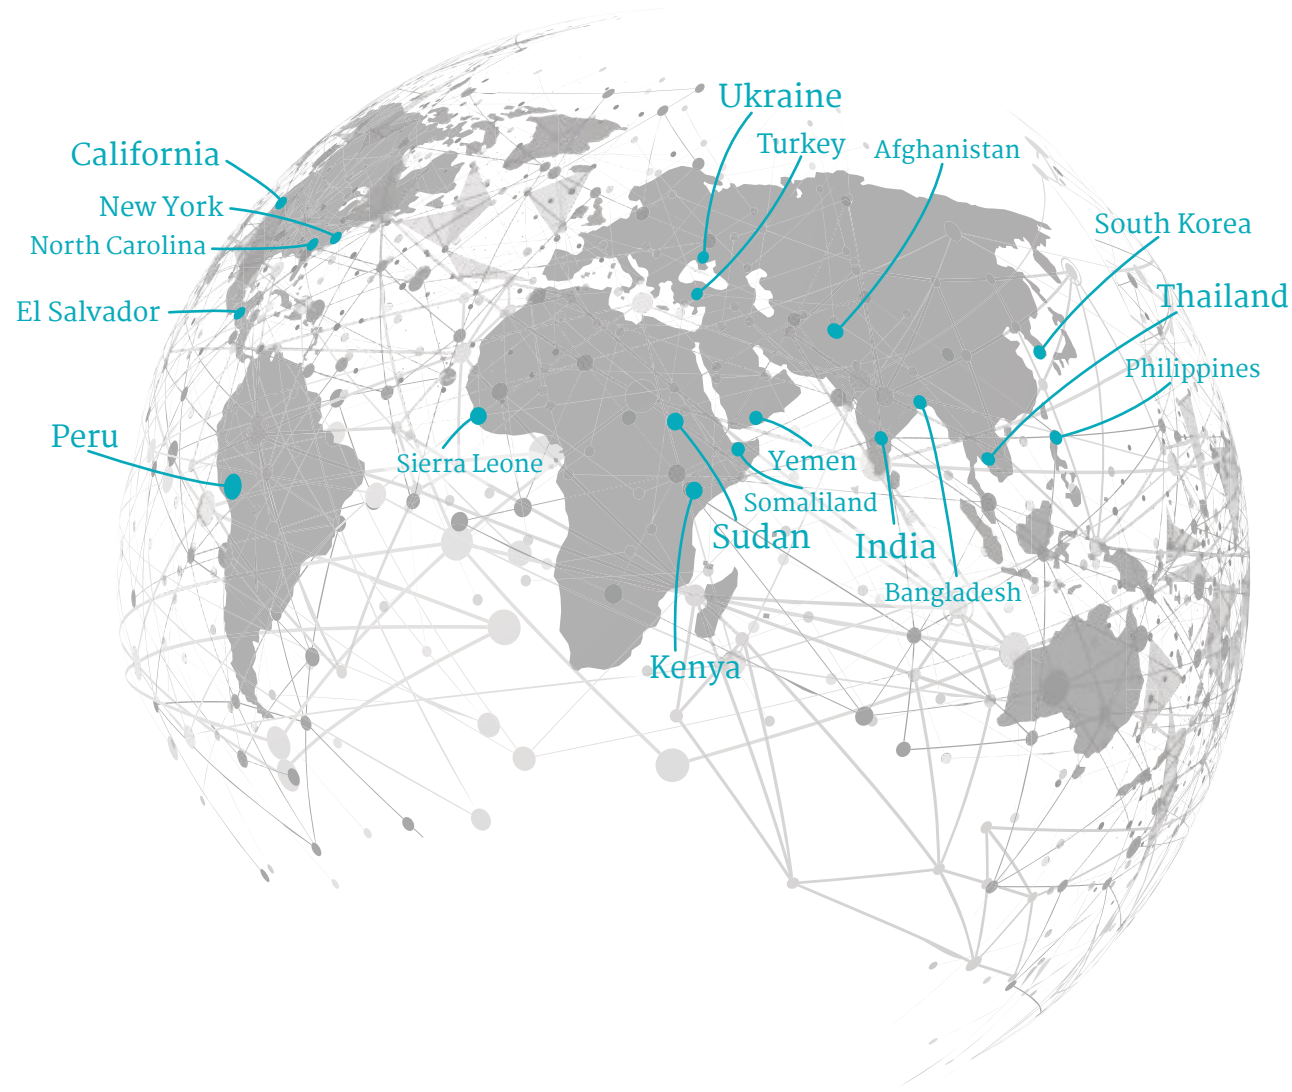 Ukraine
Turkey
Afghanistan
California
New York
North Carolina
South Korea
Thailand
El Salvador
Philippines
Peru
Sierra Leone
Yemen
Somaliland
Sudan
India
Bangladesh
Kenya